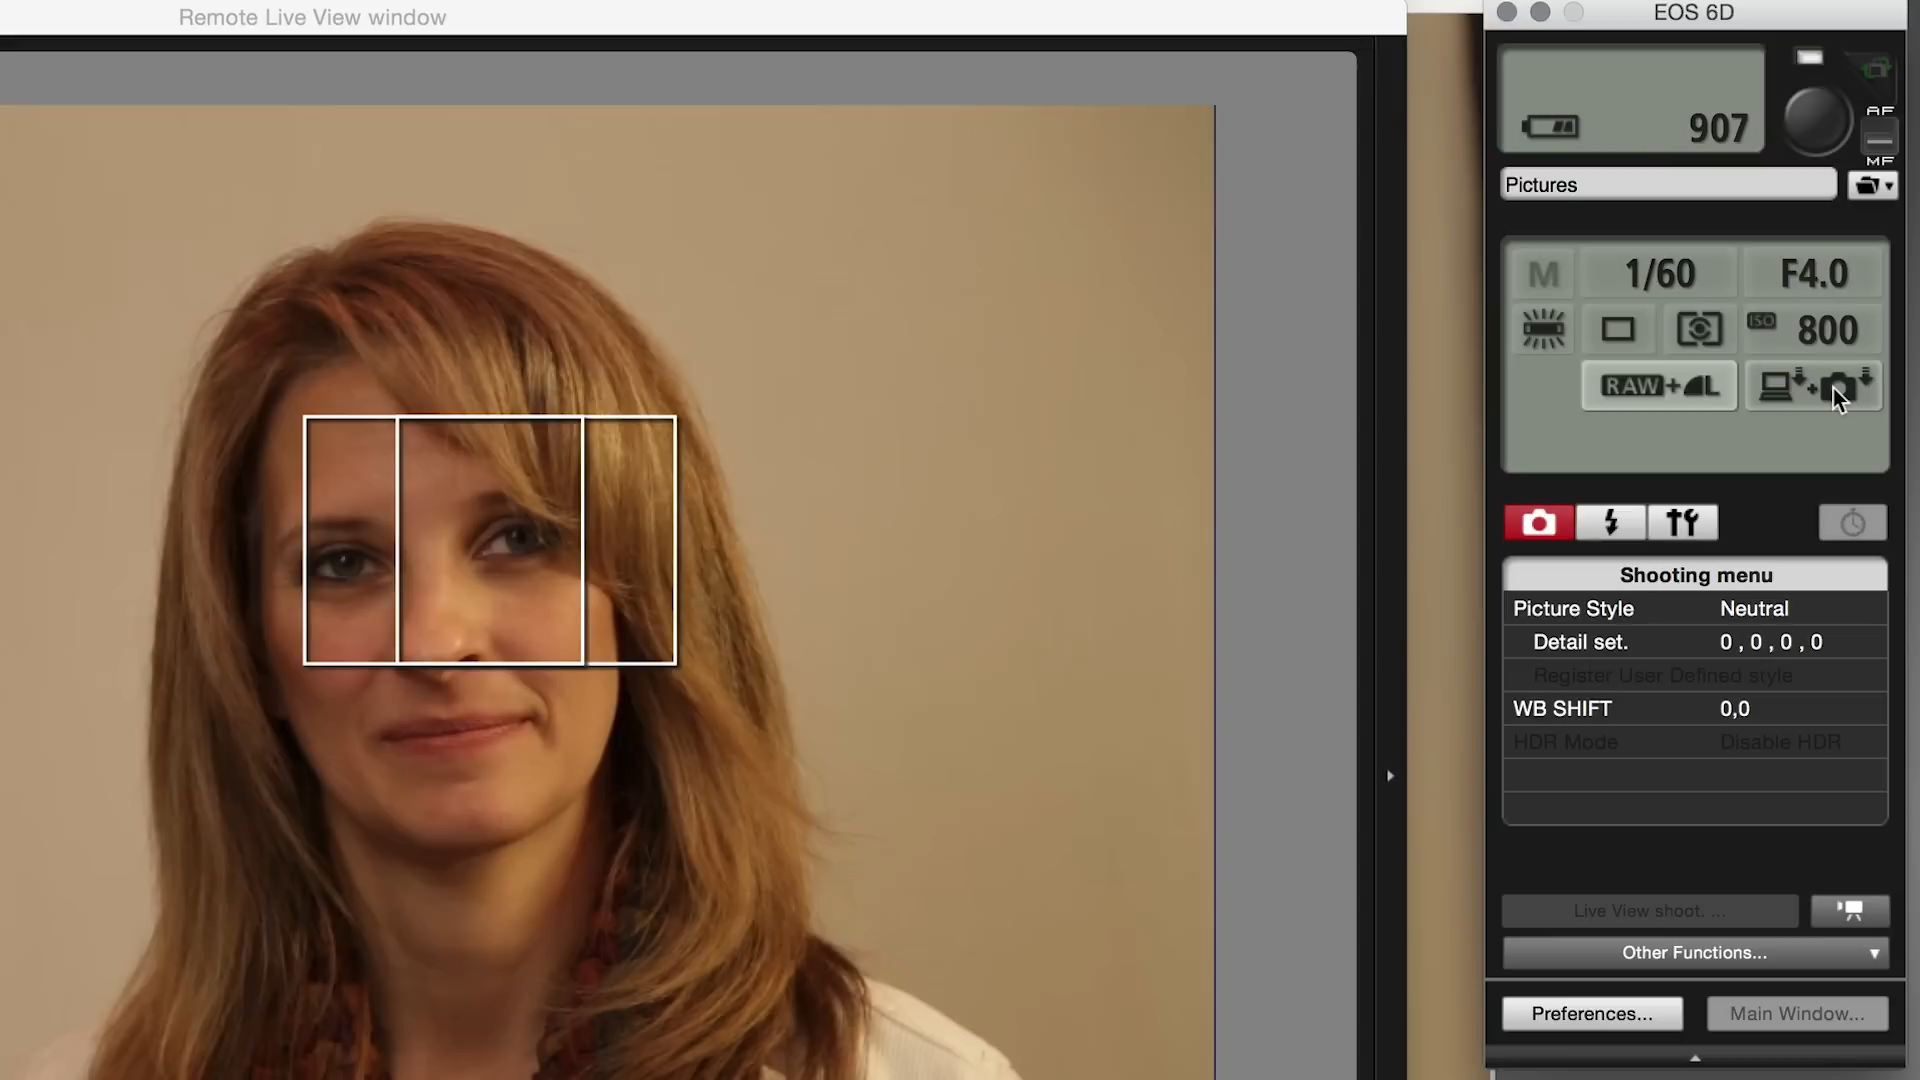 Remote Live View window
EOS 6D
907
AF
MF
Pictures
M 1/60 F4.0
ISO 800
RAW+L
Shooting menu
Picture Style Neutral
Detail set. 0 , 0 , 0 , 0
Register User Defined style
WB SHIFT 0,0
HDR Mode Disable HDR
Live View shoot. ...
Other Functions...
Preferences... Main Window...